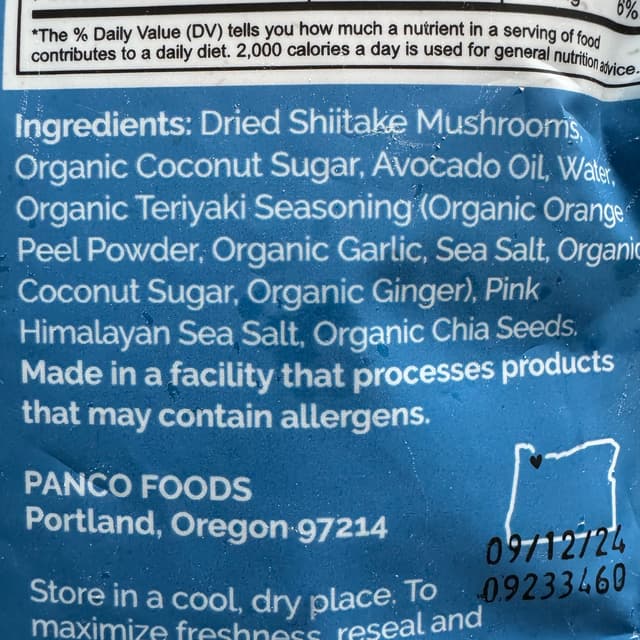 6%
*The % Daily Value (DV) tells you how much a nutrient in a serving of food
contributes to a daily diet. 2,000 calories a day is used for general nutrition advice.
Ingredients: Dried Shiitake Mushrooms,
Organic Coconut Sugar, Avocado Oil, Water,
Organic Teriyaki Seasoning (Organic Orange
Peel Powder, Organic Garlic, Sea Salt, Organic
Coconut Sugar, Organic Ginger), Pink
Himalayan Sea Salt, Organic Chia Seeds.
Made in a facility that processes products
that may contain allergens.
PANCO FOODS
Portland, Oregon 97214
09/12/24
09233460
Store in a cool, dry place. To
maximize freshness, reseal and